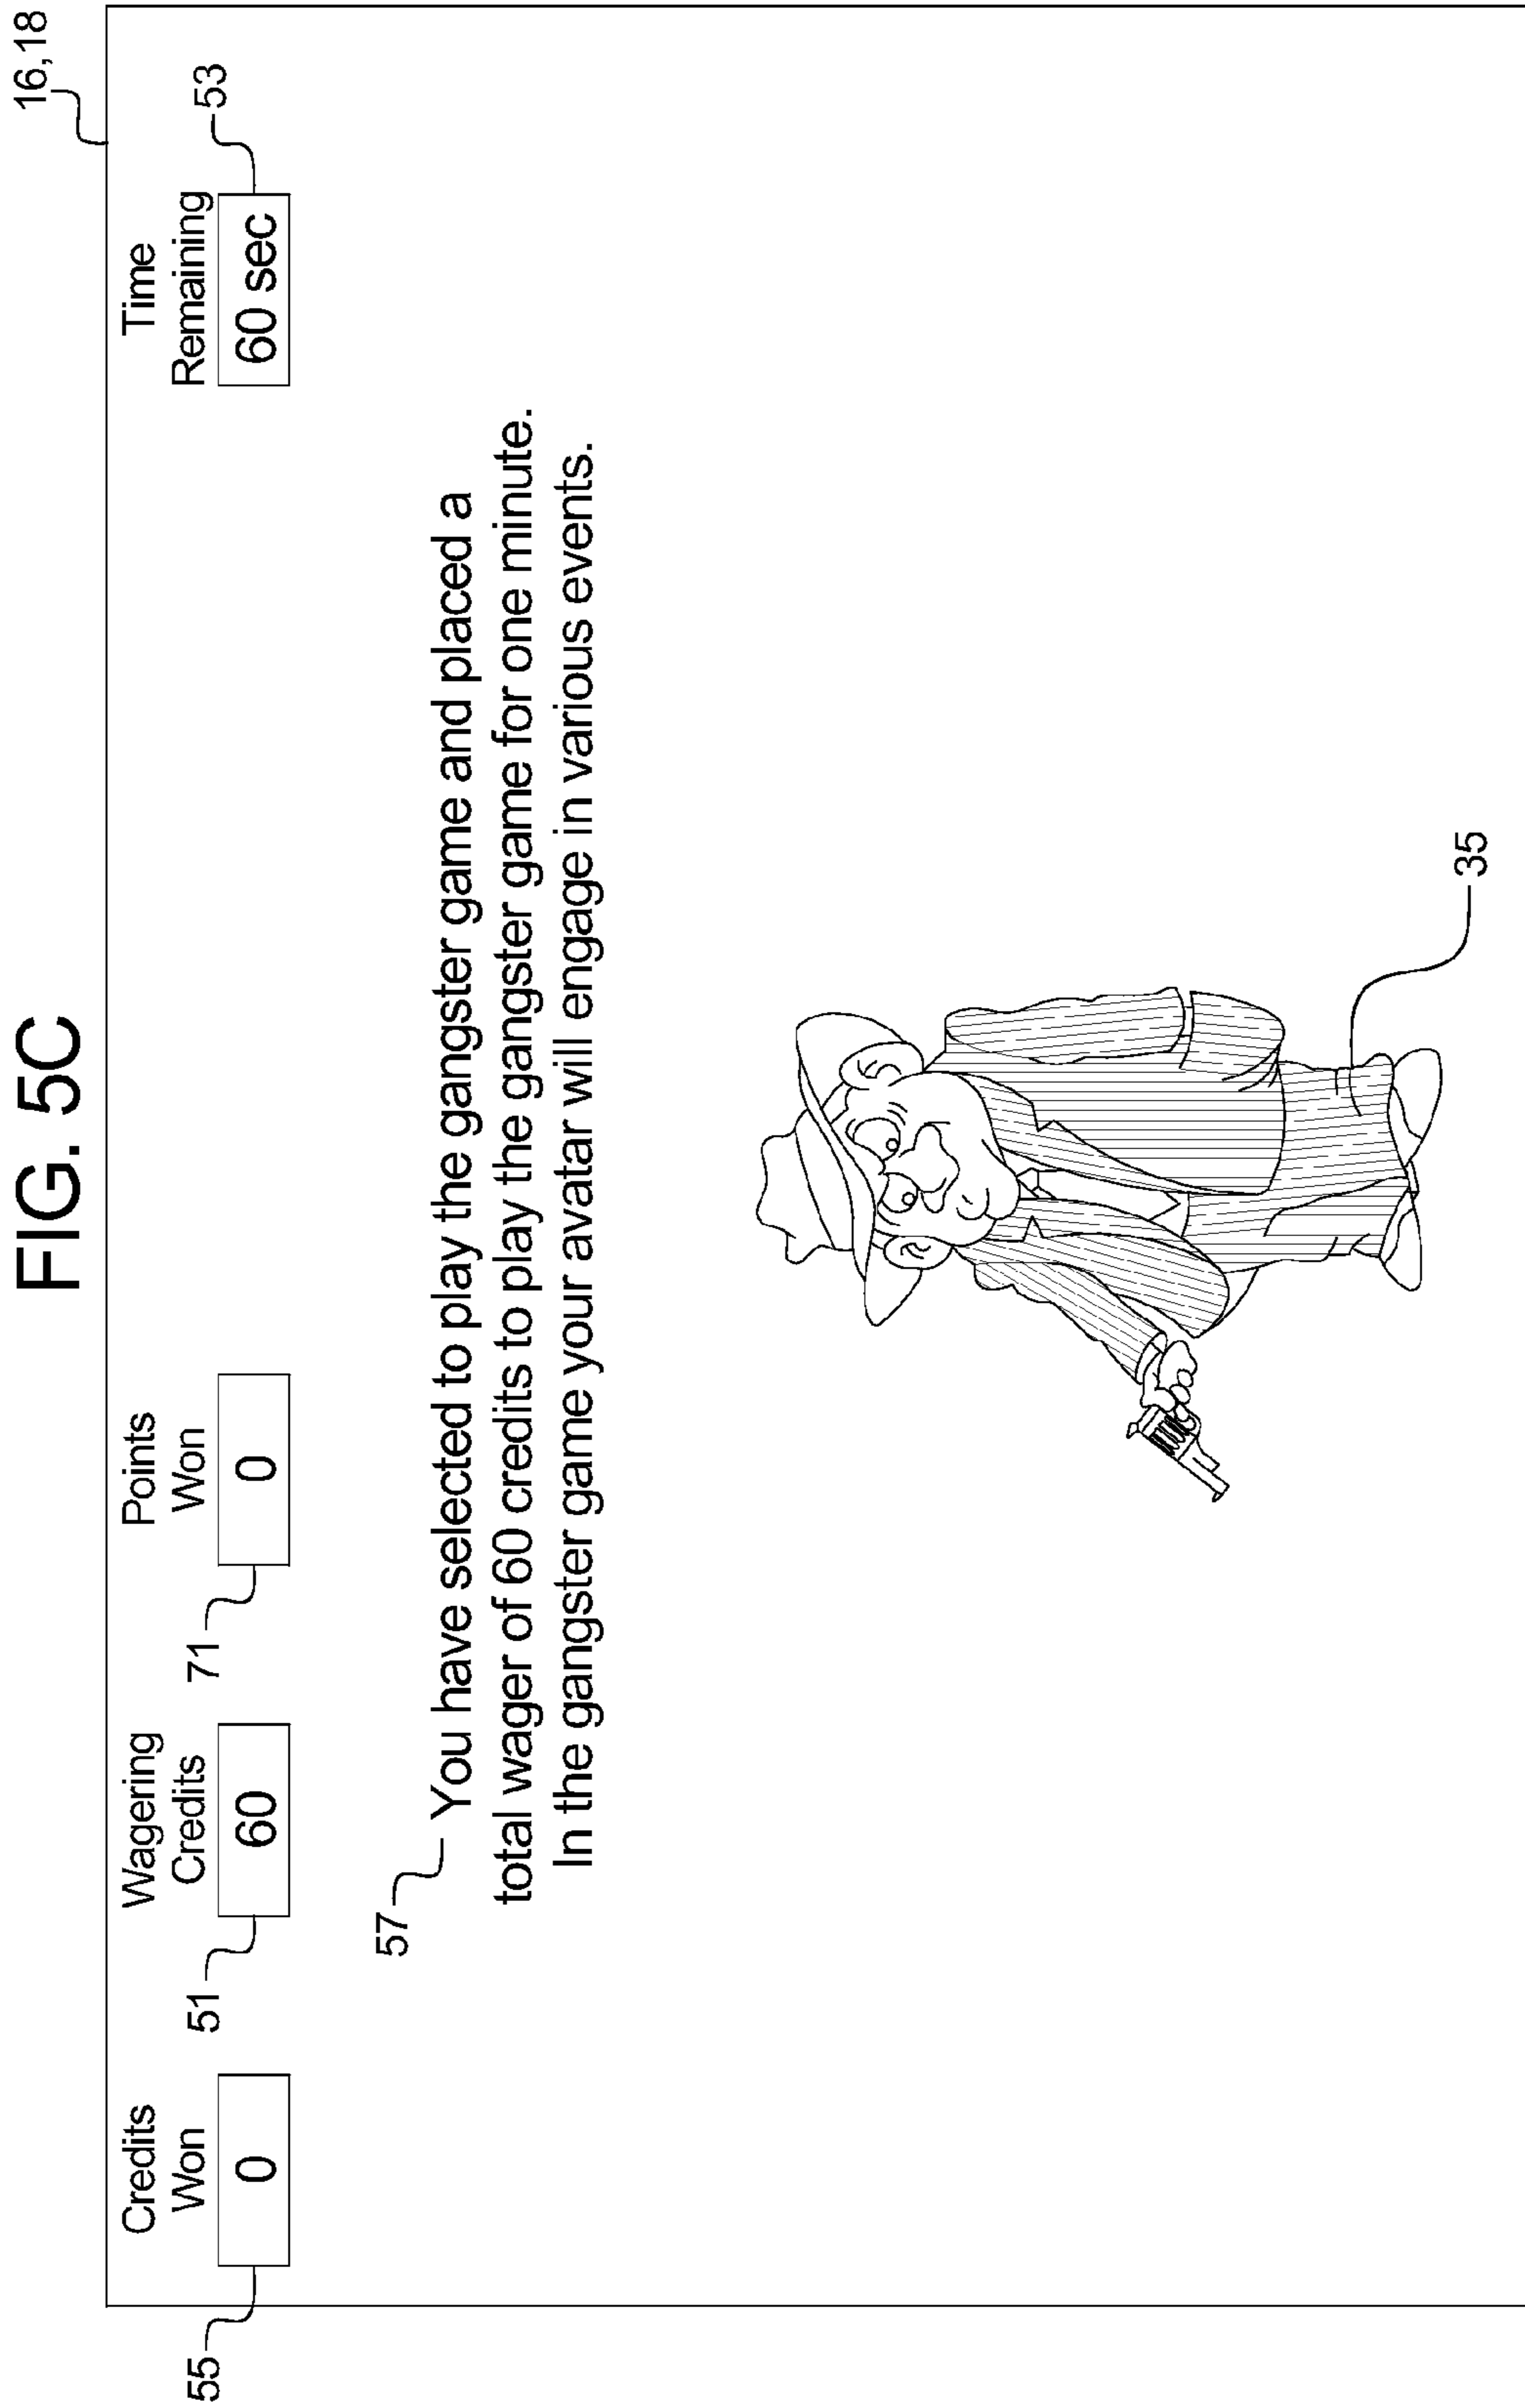 FIG. 5C
16,18
Credits
Won
0
55
Wagering
Credits
60
51
Points
Won
0
71
Time
Remaining
60 sec
53
57
You have selected to play the gangster game and placed a
total wager of 60 credits to play the gangster game for one minute.
In the gangster game your avatar will engage in various events.
35